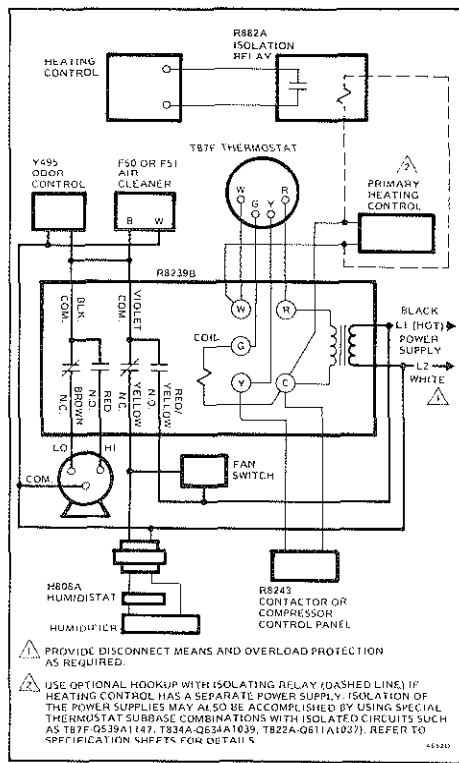 R882A
ISOLATION
RELAY
HEATING
CONTROL
T87F THERMOSTAT
Y495
ODOR
CONTROL
F50 OR F51
AIR
CLEANER
W
R
G
Y
2
PRIMARY
HEATING
CONTROL
B
W
R8239B
BLK.
COM.
VIOLET
COM.
W
R
BLACK
L1 (HOT)
POWER
SUPPLY
L2
WHITE
1
COIL
G
Y
C
BROWN
N.C.
RED
N.O.
YELLOW
N.C.
RED/
YELLOW
N.O.
LO
HI
COM.
FAN
SWITCH
H808A
HUMIDISTAT
HUMIDIFIER
R8243
CONTACTOR OR
COMPRESSOR
CONTROL PANEL
1 PROVIDE DISCONNECT MEANS AND OVERLOAD PROTECTION
AS REQUIRED.
2 USE OPTIONAL HOOKUP WITH ISOLATING RELAY (DASHED LINE) IF
HEATING CONTROL HAS A SEPARATE POWER SUPPLY. ISOLATION OF
THE POWER SUPPLIES MAY ALSO BE ACCOMPLISHED BY USING SPECIAL
THERMOSTAT SUBBASE COMBINATIONS WITH ISOLATED CIRCUITS SUCH
AS T87F-Q539A1147, T834A-Q634A1039, T822A-Q611A1037). REFER TO
SPECIFICATION SHEETS FOR DETAILS.